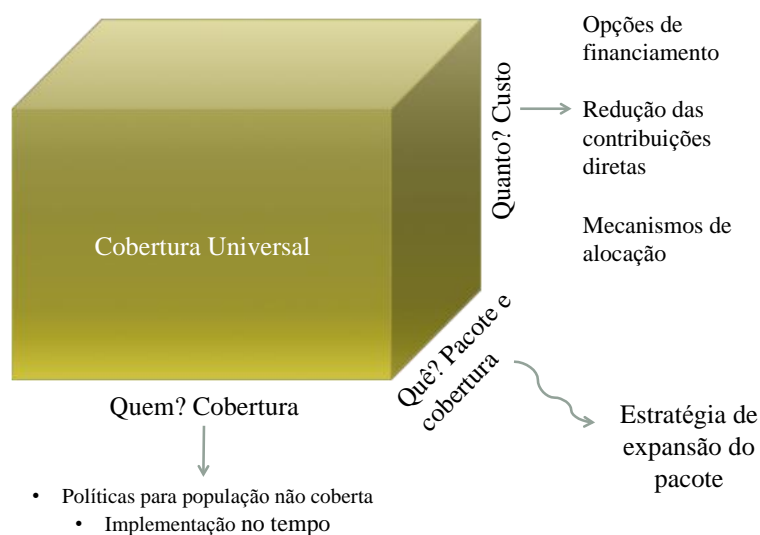 Opções de
financiamento
Redução das
contribuições
diretas
Mecanismos de
alocação
Quanto? Custo
Cobertura Universal
Quê? Pacote e
cobertura
Quem? Cobertura
Estratégia de
expansão do
pacote
• Políticas para população não coberta
• Implementação no tempo